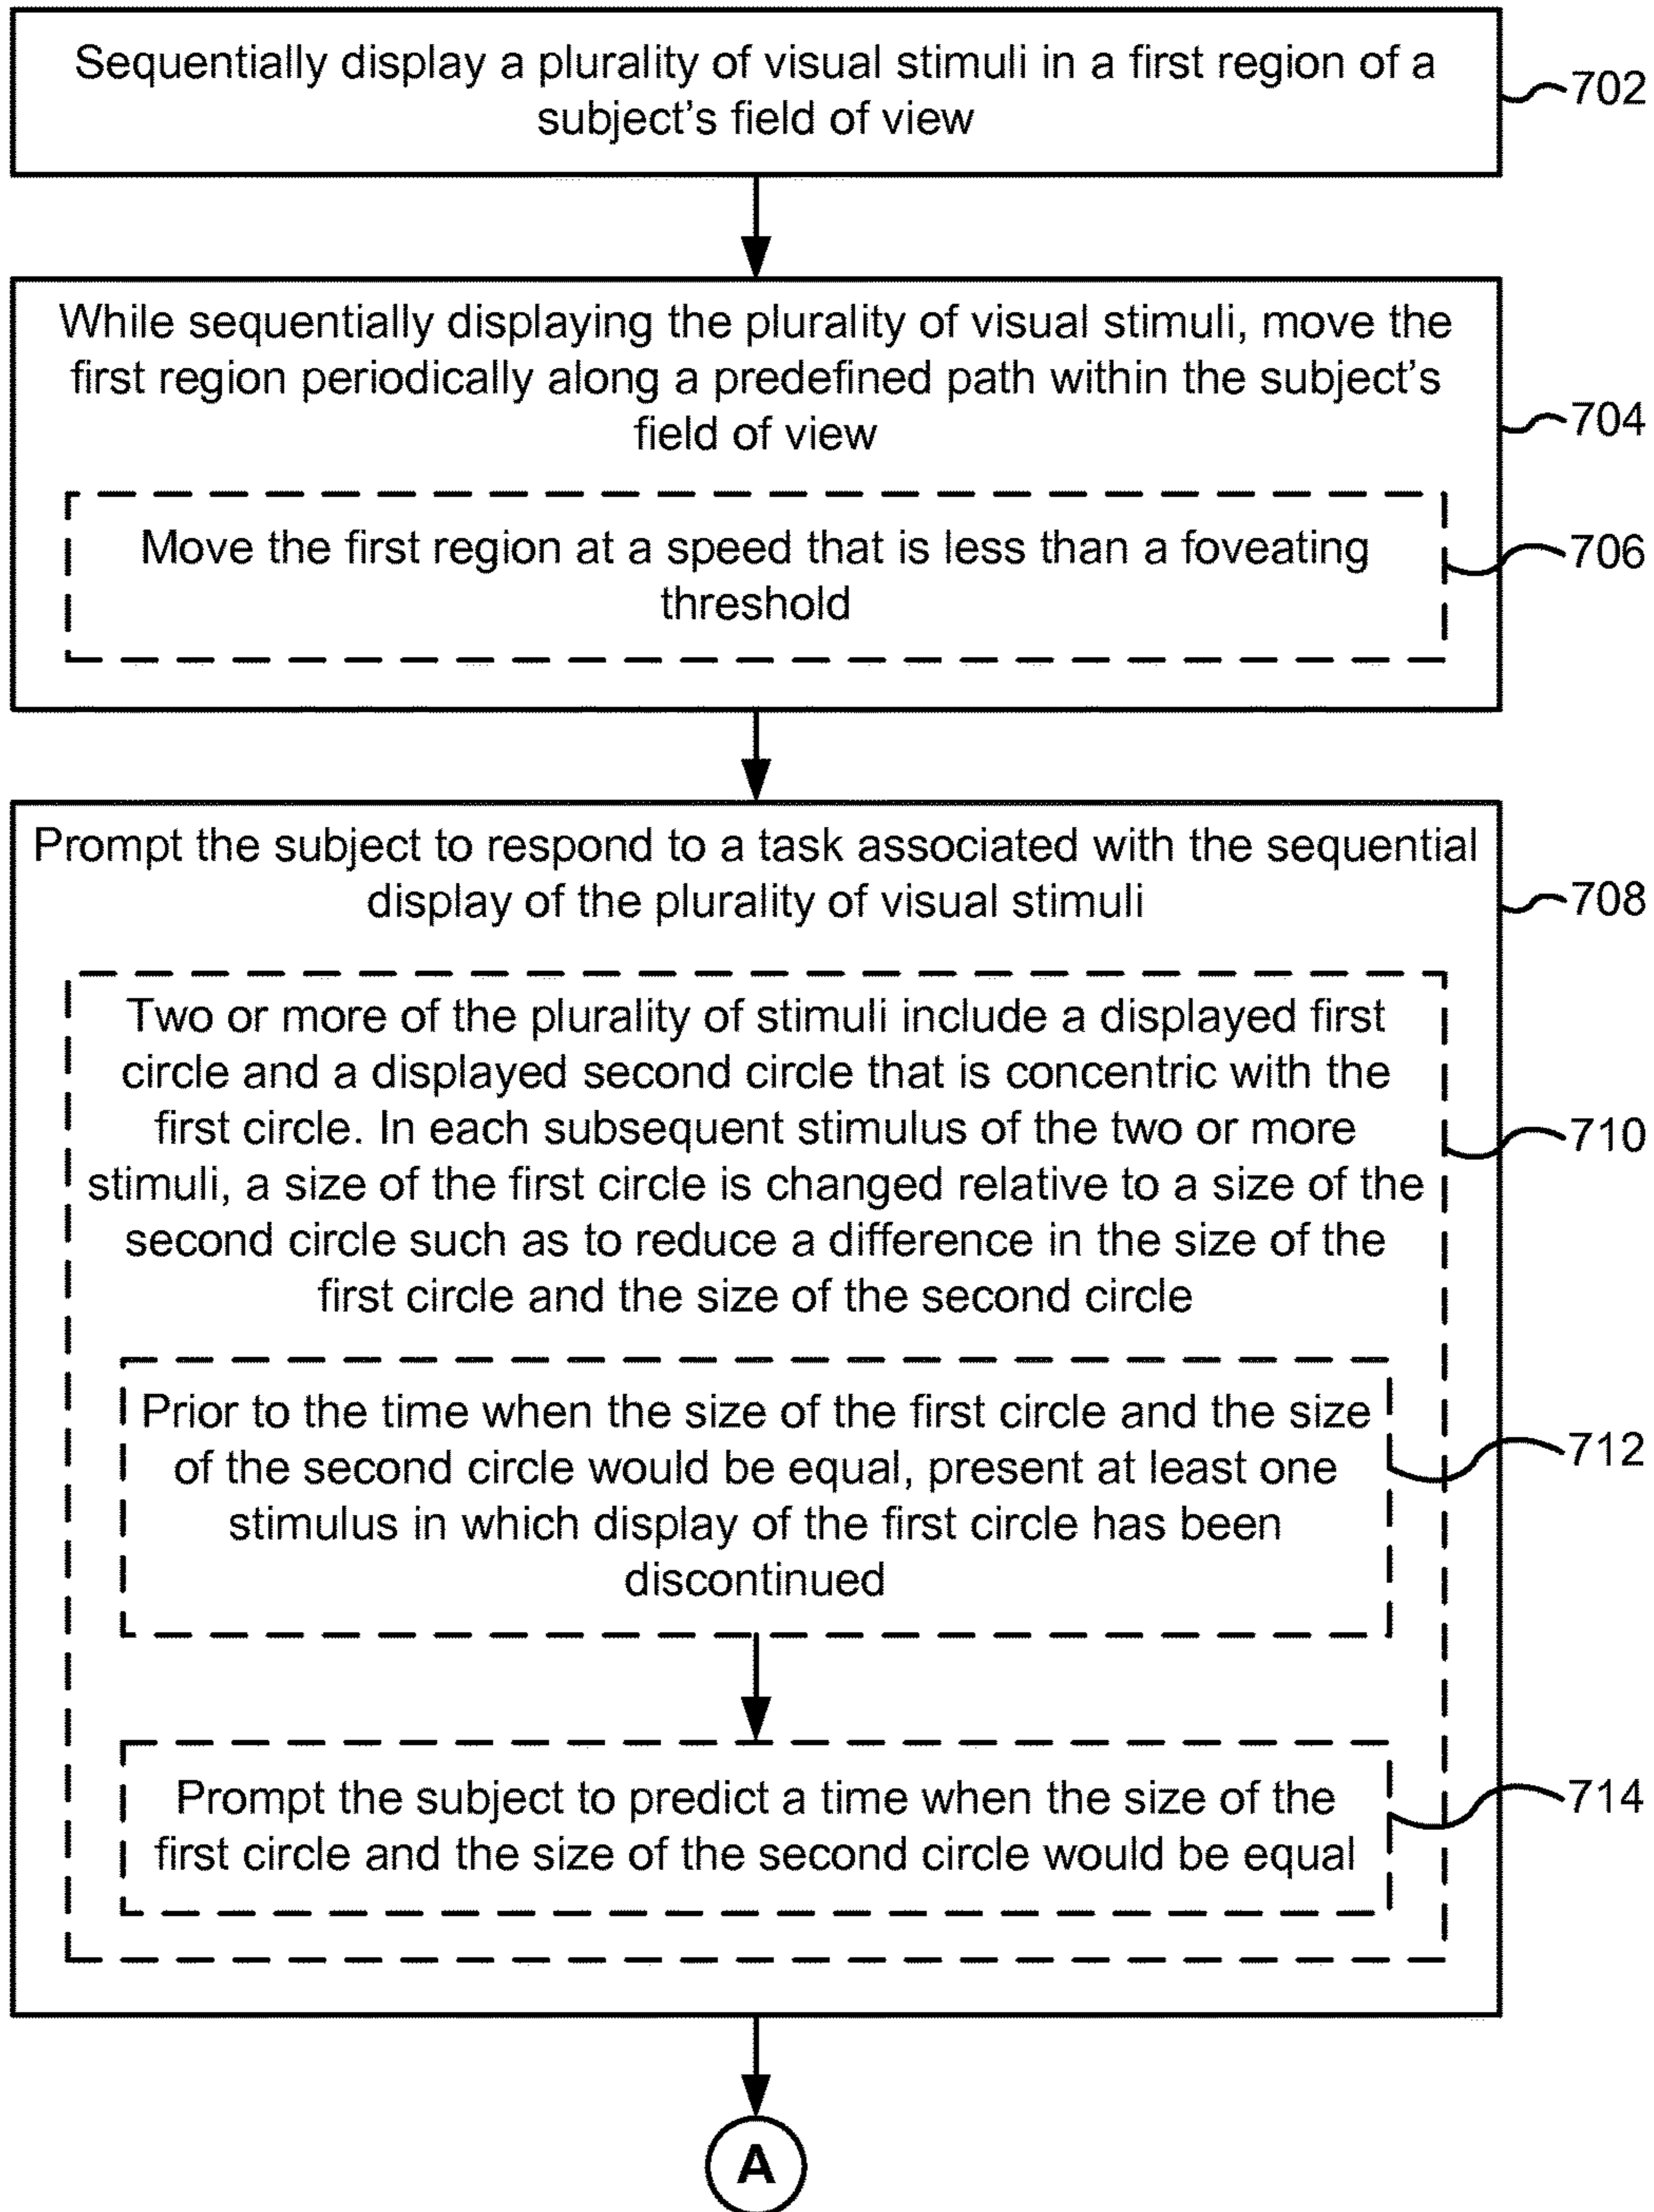 Sequentially display a plurality of visual stimuli in a first region of a
subject’s field of view
702
While sequentially displaying the plurality of visual stimuli, move the
first region periodically along a predefined path within the subject’s
field of view
704
Move the first region at a speed that is less than a foveating
threshold
706
Prompt the subject to respond to a task associated with the sequential
display of the plurality of visual stimuli
708
Two or more of the plurality of stimuli include a displayed first
circle and a displayed second circle that is concentric with the
first circle. In each subsequent stimulus of the two or more
stimuli, a size of the first circle is changed relative to a size of the
second circle such as to reduce a difference in the size of the
first circle and the size of the second circle
710
Prior to the time when the size of the first circle and the size
of the second circle would be equal, present at least one
stimulus in which display of the first circle has been
discontinued
712
Prompt the subject to predict a time when the size of the
first circle and the size of the second circle would be equal
714
A